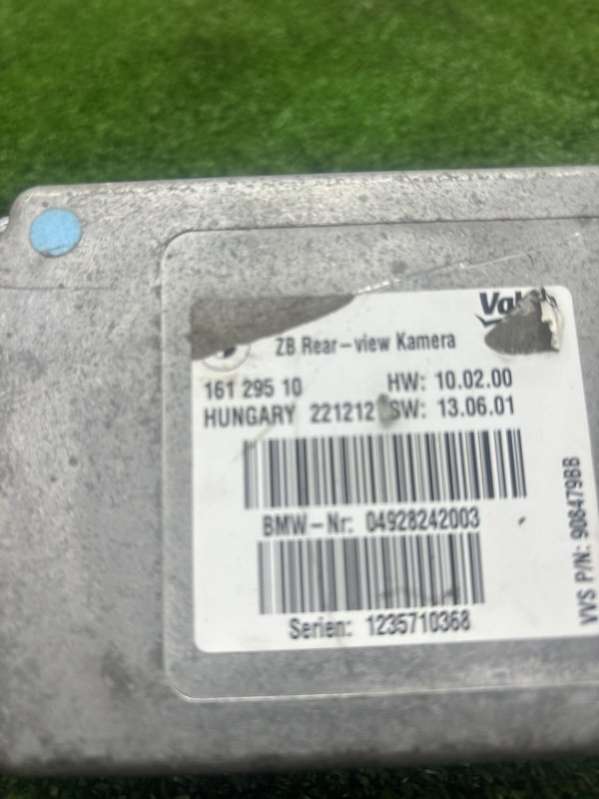 ZB Rear-view Kamera
161 295 10 HW: 10.02.00
HUNGARY 221212 SW: 13.06.01
BMW-Nr: 04928242003
Serien: 1235710368
VVS P/N: 908479BB